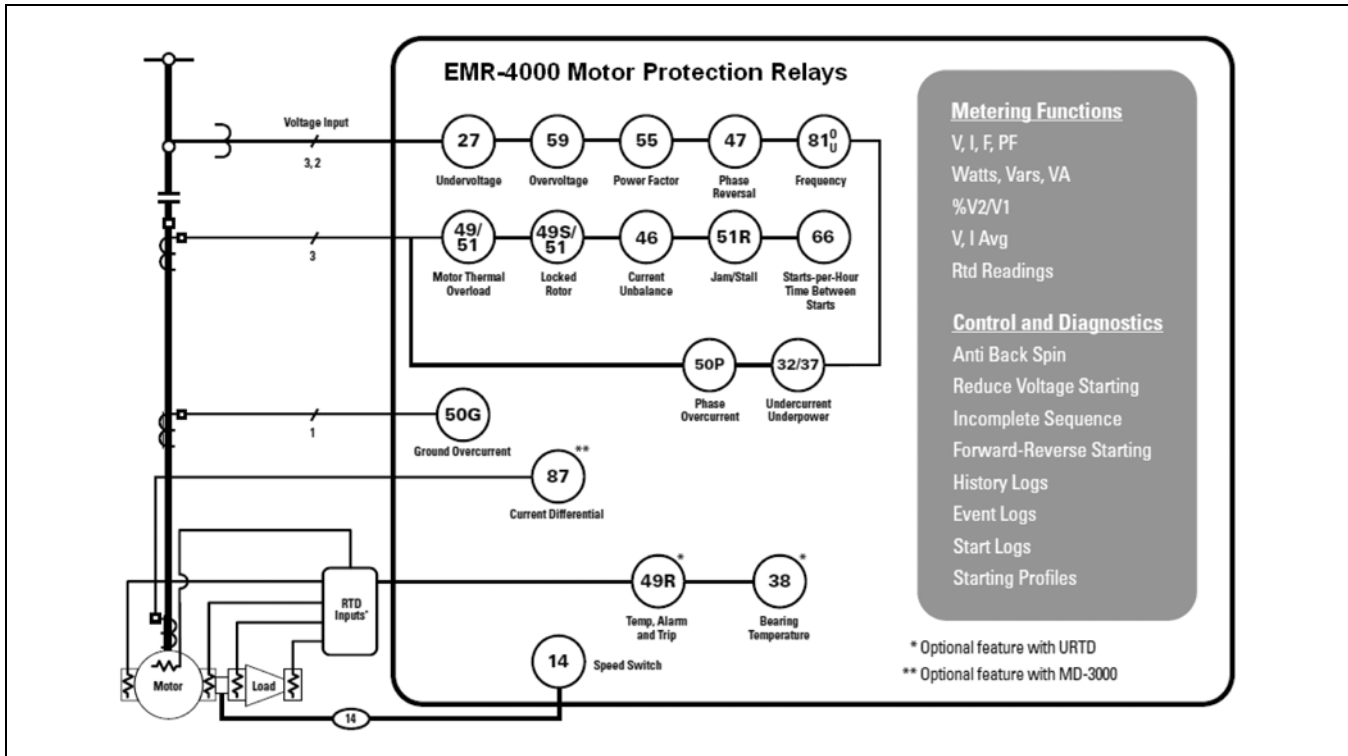 EMR-4000 Motor Protection Relays
Voltage Input
3, 2
27
59
55
47
81 O U
Undervoltage
Overvoltage
Power Factor
Phase
Reversal
Frequency
3
49/
51
49S/
51
46
51R
66
Motor Thermal
Overload
Locked
Rotor
Current
Unbalance
Jam/Stall
Starts-per-Hour
Time Between
Starts
50P
32/37
Phase
Overcurrent
Undercurrent
Underpower
1
50G
Ground Overcurrent
87
**
Current Differential
RTD
Inputs*
49R
*
38
*
Temp, Alarm
and Trip
Bearing
Temperature
14
Speed Switch
Motor
Load
14
Metering Functions
V, I, F, PF
Watts, Vars, VA
%V2/V1
V, I Avg
Rtd Readings
Control and Diagnostics
Anti Back Spin
Reduce Voltage Starting
Incomplete Sequence
Forward-Reverse Starting
History Logs
Event Logs
Start Logs
Starting Profiles
* Optional feature with URTD
** Optional feature with MD-3000